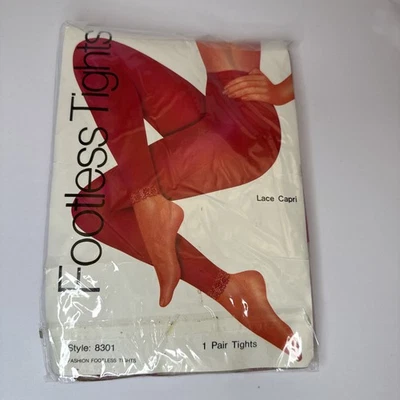 Footless Tights
Lace Capri
Style: 8301
1 Pair Tights
FASHION FOOTLESS TIGHTS